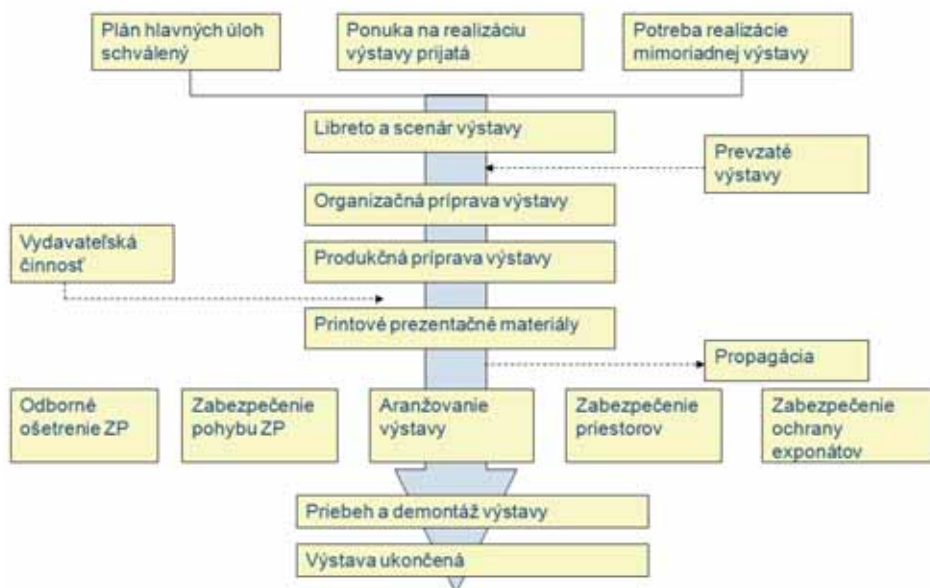 Plán hlavných úloh
schválený
Ponuka na realizáciu
výstavy prijatá
Potreba realizácie
mimoriadnej výstavy
Libreto a scenár výstavy
Prevzaté
výstavy
Organizačná príprava výstavy
Vydavateľská
činnosť
Produkčná príprava výstavy
Printové prezentačné materiály
Propagácia
Odborné
ošetrenie ZP
Zabezpečenie
pohybu ZP
Aranžovanie
výstavy
Zabezpečenie
priestorov
Zabezpečenie
ochrany
exponátov
Priebeh a demontáž výstavy
Výstava ukončená